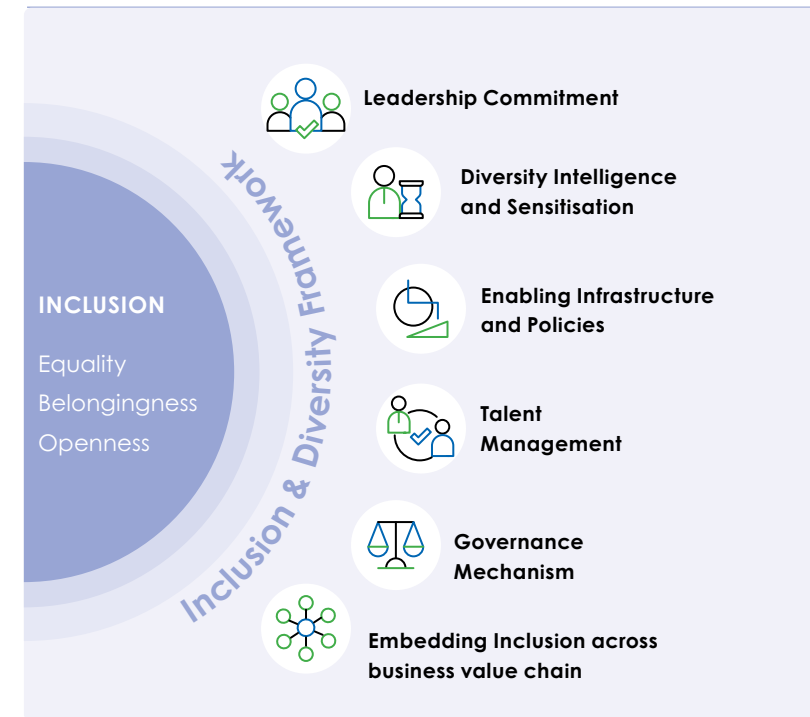 INCLUSION
Equality
Belongingness
Openness
Inclusion & Diversity Framework
Leadership Commitment
Diversity Intelligence
and Sensitisation
Enabling Infrastructure
and Policies
Talent
Management
Governance
Mechanism
Embedding Inclusion across
business value chain